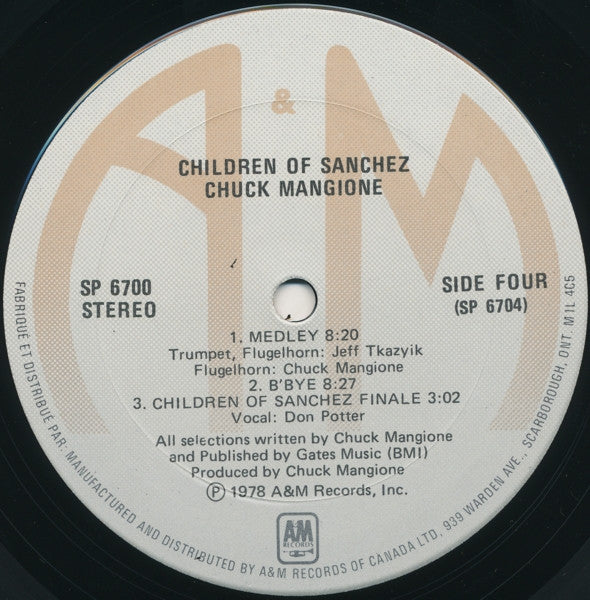 A & M
CHILDREN OF SANCHEZ
CHUCK MANGIONE
SP 6700
STEREO
SIDE FOUR
(SP 6704)
1. MEDLEY 8:20
Trumpet, Flugelhorn: Jeff Tkazyik
Flugelhorn: Chuck Mangione
2. B'BYE 8:27
3. CHILDREN OF SANCHEZ FINALE 3:02
Vocal: Don Potter
All selections written by Chuck Mangione
and Published by Gates Music (BMI)
Produced by Chuck Mangione
Ⓟ 1978 A&M Records, Inc.
AM
RECORDS
FABRIQUÉ ET DISTRIBUÉ PAR: MANUFACTURED AND DISTRIBUTED BY A&M RECORDS OF CANADA LTD, 939 WARDEN AVE., SCARBOROUGH, ONT. M1L 4C5